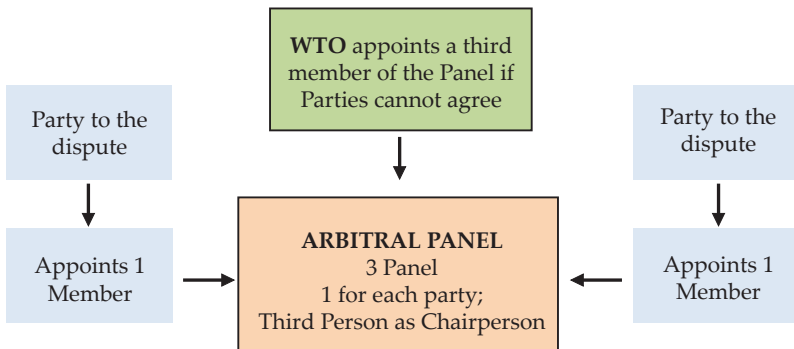 WTO appoints a third
member of the Panel if
Parties cannot agree
Party to the
dispute
Party to the
dispute
Appoints 1
Member
ARBITRAL PANEL
3 Panel
1 for each party;
Third Person as Chairperson
Appoints 1
Member